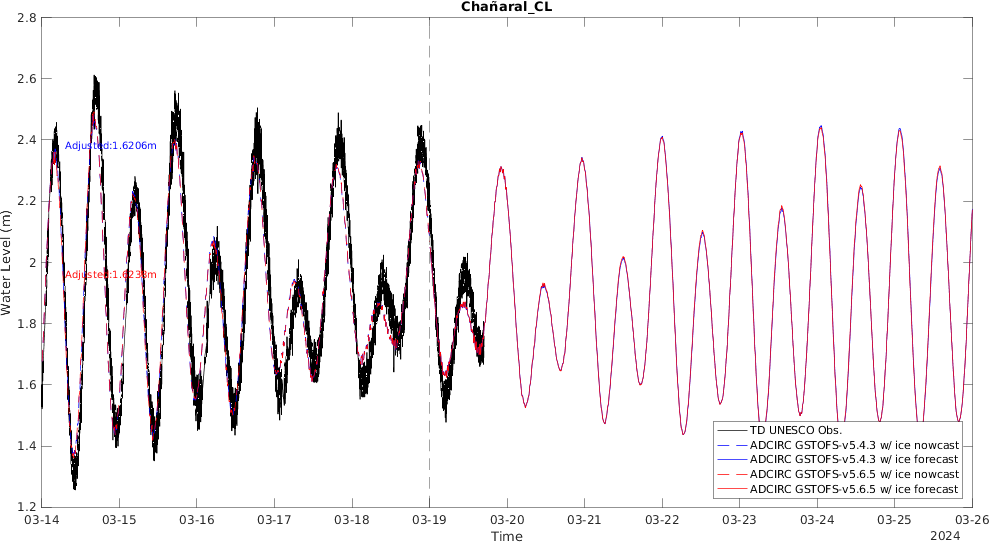 Chañaral_CL
2.8
2.6
2.4
2.2
2
1.8
1.6
1.4
1.2
Water Level (m)
Adjusted:1.6206m
Adjusted:1.6233m
TD UNESCO Obs.
ADCIRC GSTOFS-v5.4.3 w/ ice nowcast
ADCIRC GSTOFS-v5.4.3 w/ ice forecast
ADCIRC GSTOFS-v5.6.5 w/ ice nowcast
ADCIRC GSTOFS-v5.6.5 w/ ice forecast
03-14 03-15 03-16 03-17 03-18 03-19 03-20 03-21 03-22 03-23 03-24 03-25 03-26
Time
2024